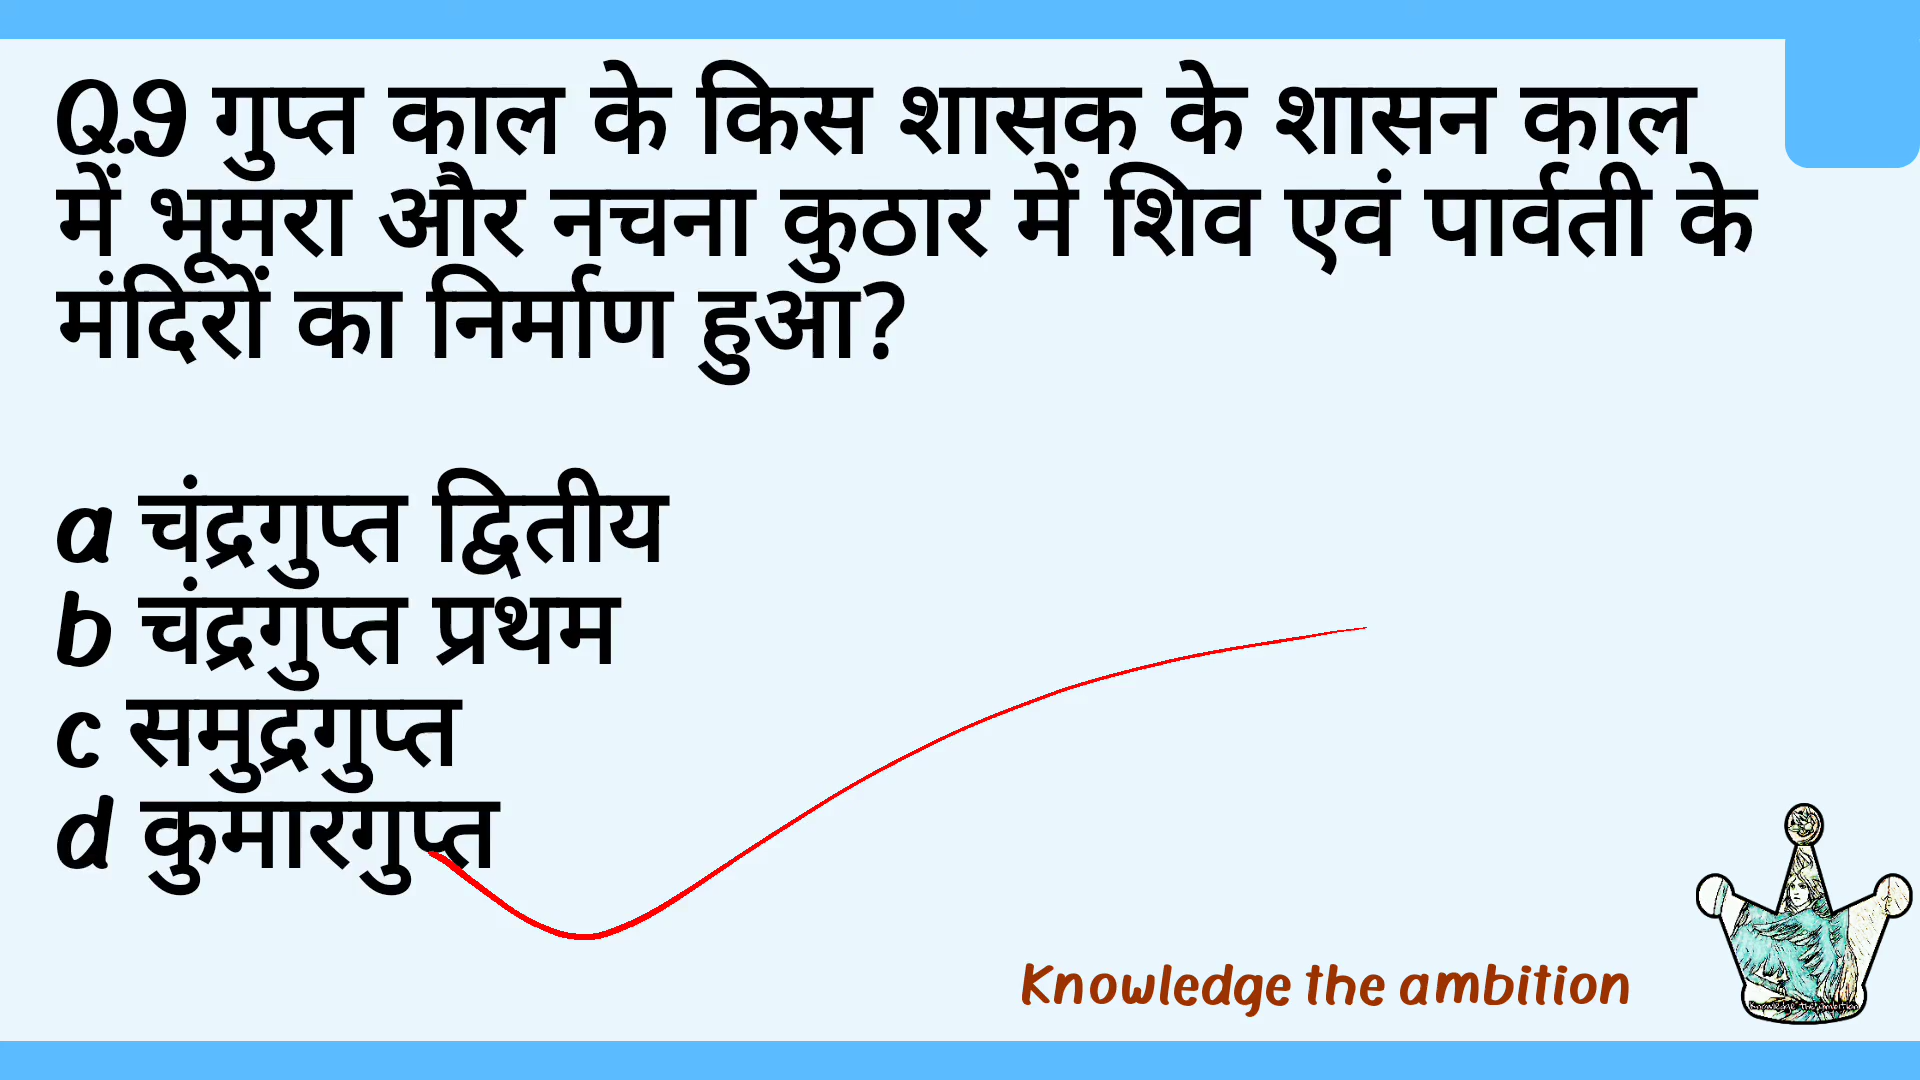 Q.9 गुप्त काल के किस शासक के शासन काल
में भूमरा और नचना कुठार में शिव एवं पार्वती के
मंदिरों का निर्माण हुआ?
a चंद्रगुप्त द्वितीय
b चंद्रगुप्त प्रथम
c समुद्रगुप्त
d कुमारगुप्त
Knowledge the ambition